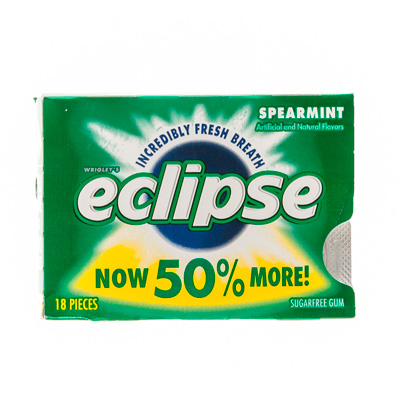 SPEARMINT
Artificial and Natural Flavors
INCREDIBLY FRESH BREATH
WRIGLEY'S
eclipse
NOW 50% MORE!
18 PIECES
SUGARFREE GUM